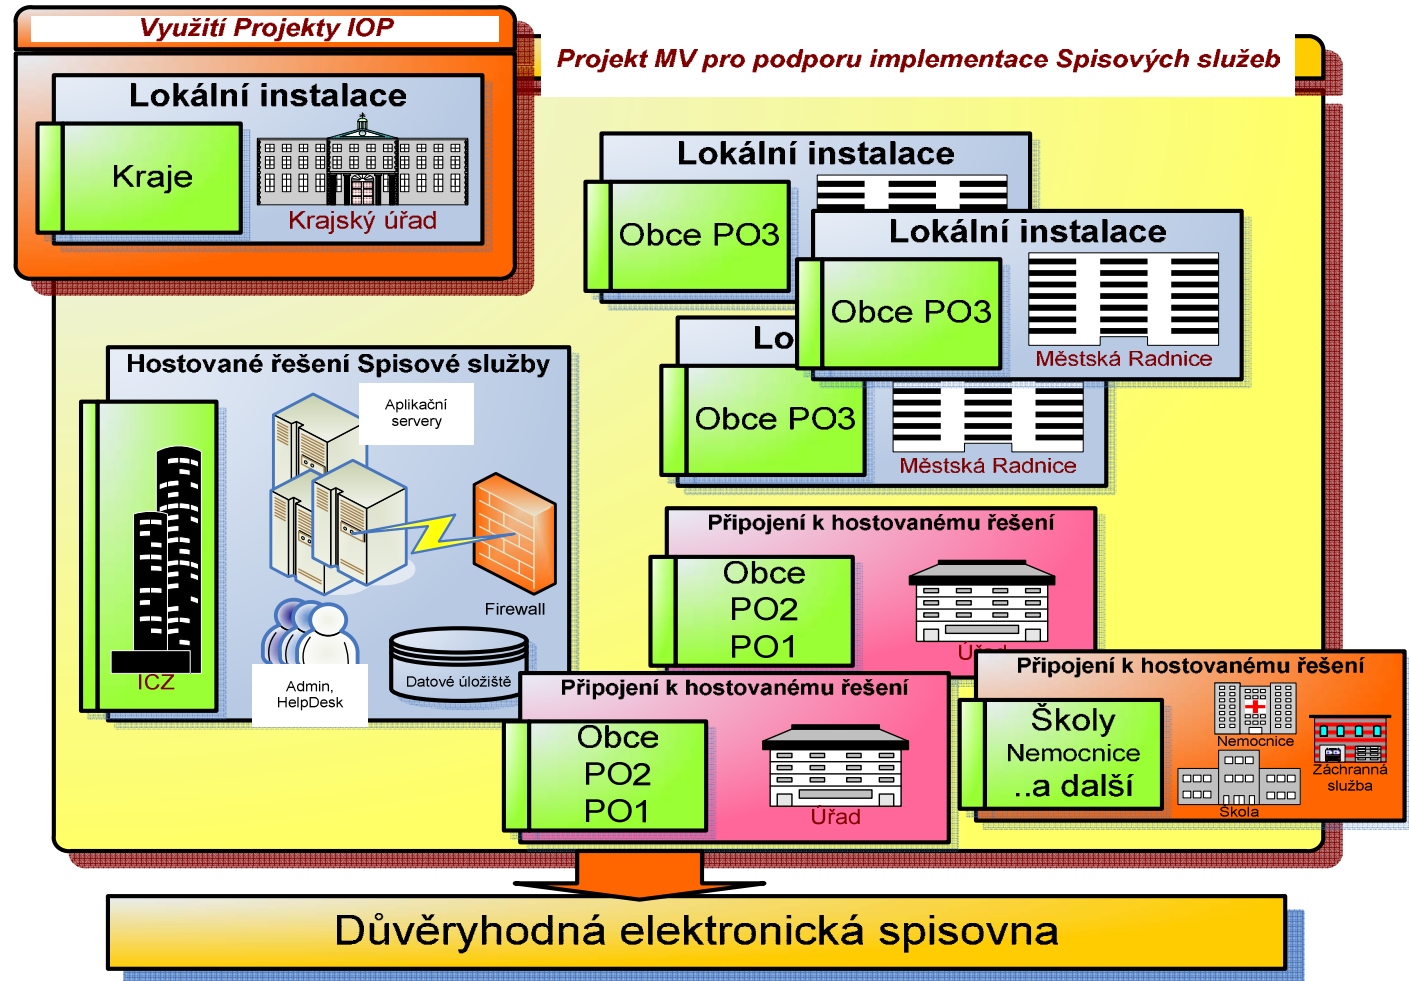 Využití Projekty IOP
Projekt MV pro podporu implementace Spisových služeb
Lokální instalace
Kraje
Krajský úřad
Lokální instalace
Obce PO3
Lokální instalace
Obce PO3
Městská Radnice
Lo
Obce PO3
Městská Radnice
Hostované řešení Spisové služby
Aplikační
servery
Firewall
ICZ
Admin,
HelpDesk
Datové úložiště
Připojení k hostovanému řešení
Obce
PO2
PO1
Úřad
Připojení k hostovanému řešení
Obce
PO2
PO1
Úřad
Připojení k hostovanému řešení
Školy
Nemocnice
..a další
Nemocnice
Záchranná
služba
Škola
Důvěryhodná elektronická spisovna